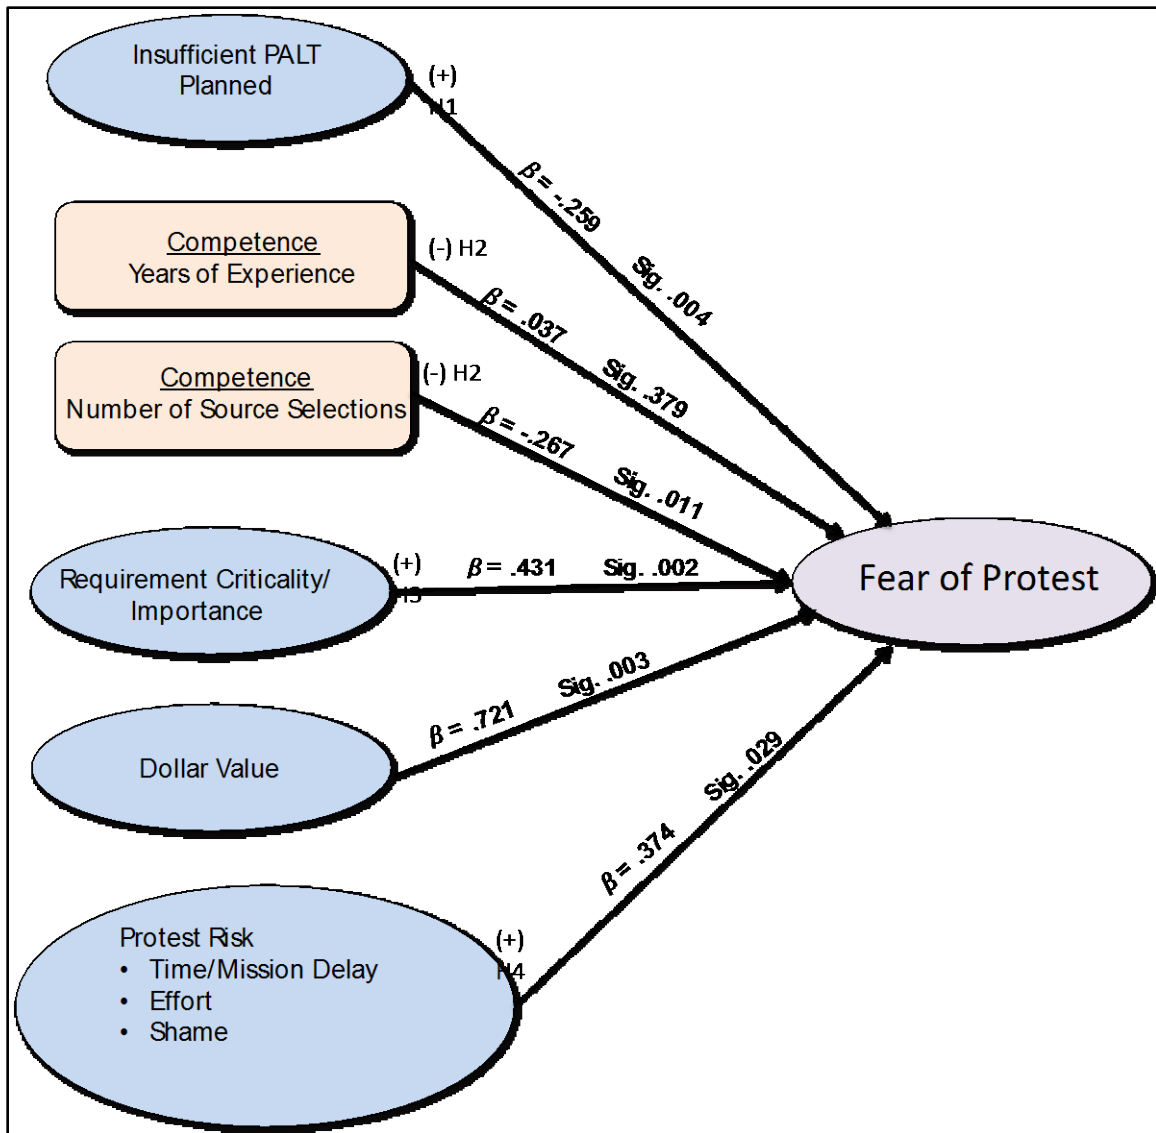 Insufficient PALT
Planned
(+)
H1
β = -.259 Sig. .004
Competence
Years of Experience
(-) H2
β = .037 Sig. .379
Competence
Number of Source Selections
(-) H2
β = -.267 Sig. .011
Requirement Criticality/
Importance
(+)
H3
β = .431 Sig. .002
Fear of Protest
Dollar Value
β = .721 Sig. .003
Protest Risk
• Time/Mission Delay
• Effort
• Shame
(+)
H4
β = .374 Sig. .029